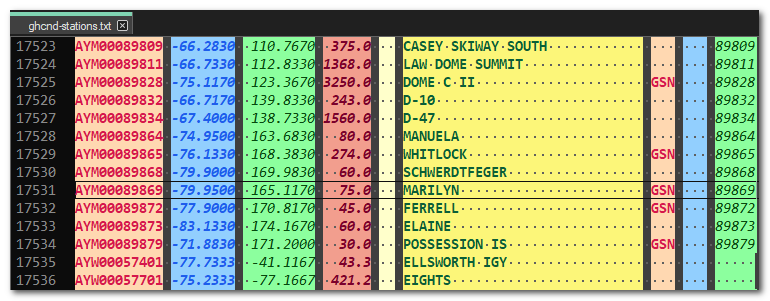 ghcnd-stations.txt
17523 AYM00089809 -66.2830 110.7670 375.0 CASEY SKIWAY SOUTH 89809
17524 AYM00089811 -66.7330 112.8330 1368.0 LAW DOME SUMMIT 89811
17525 AYM00089828 -75.1170 123.3670 3250.0 DOME C II GSN 89828
17526 AYM00089832 -66.7170 139.8330 243.0 D-10 89832
17527 AYM00089834 -67.4000 138.7330 1560.0 D-47 89834
17528 AYM00089864 -74.9500 163.6830 80.0 MANUELA 89864
17529 AYM00089865 -76.1330 168.3830 274.0 WHITLOCK GSN 89865
17530 AYM00089868 -79.9000 169.9830 60.0 SCHWERDTFEGER 89868
17531 AYM00089869 -79.9500 165.1170 75.0 MARILYN GSN 89869
17532 AYM00089872 -77.9000 170.8170 45.0 FERRELL GSN 89872
17533 AYM00089873 -83.1330 174.1670 60.0 ELAINE 89873
17534 AYM00089879 -71.8830 171.2000 30.0 POSSESSION IS GSN 89879
17535 AYW00057401 -77.7333 -41.1167 43.3 ELLSWORTH IGY
17536 AYW00057701 -75.2333 -77.1667 421.2 EIGHTS